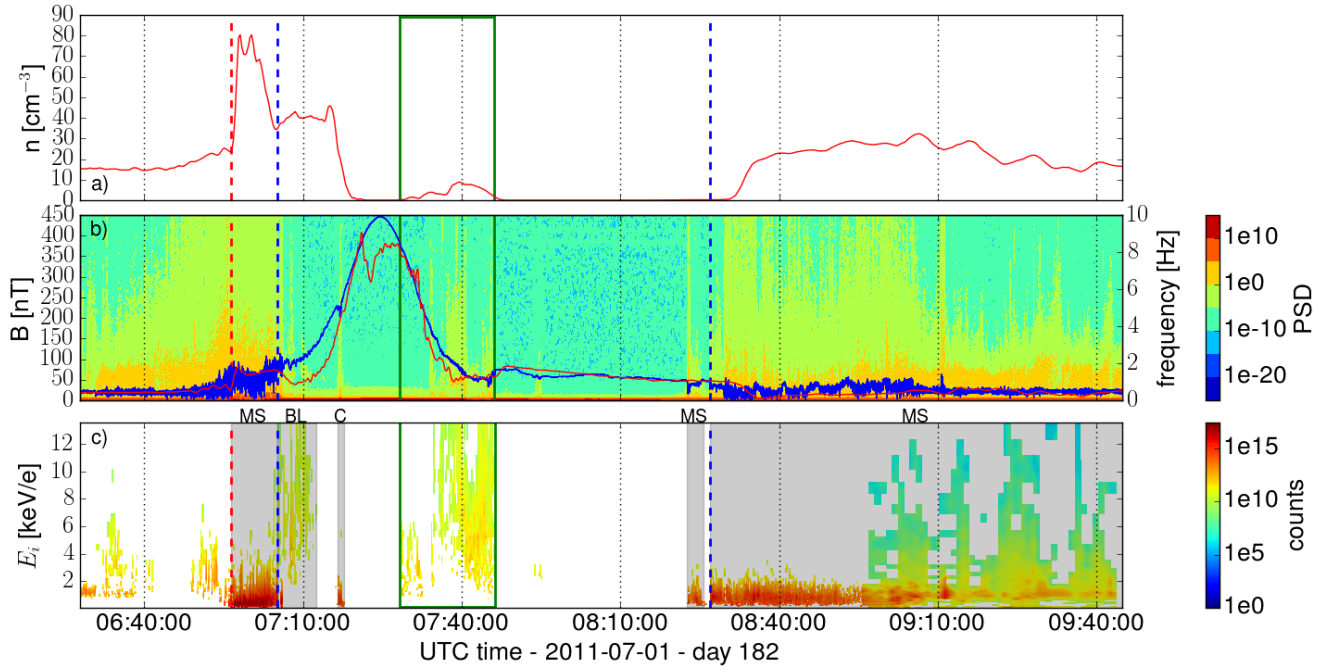 90
80
70
60
50
40
30
20
10
0
n [cm⁻³]
a)
b)
450
400
350
300
250
200
150
100
50
0
B [nT]
10
8
6
4
2
0
frequency [Hz]
1e10
1e0
1e-10
1e-20
PSD
MS BL C MS MS
c)
12
10
8
6
4
2
E_i [keV/e]
1e15
1e10
1e5
1e0
counts
06:40:00 07:10:00 07:40:00 08:10:00 08:40:00 09:10:00 09:40:00
UTC time - 2011-07-01 - day 182